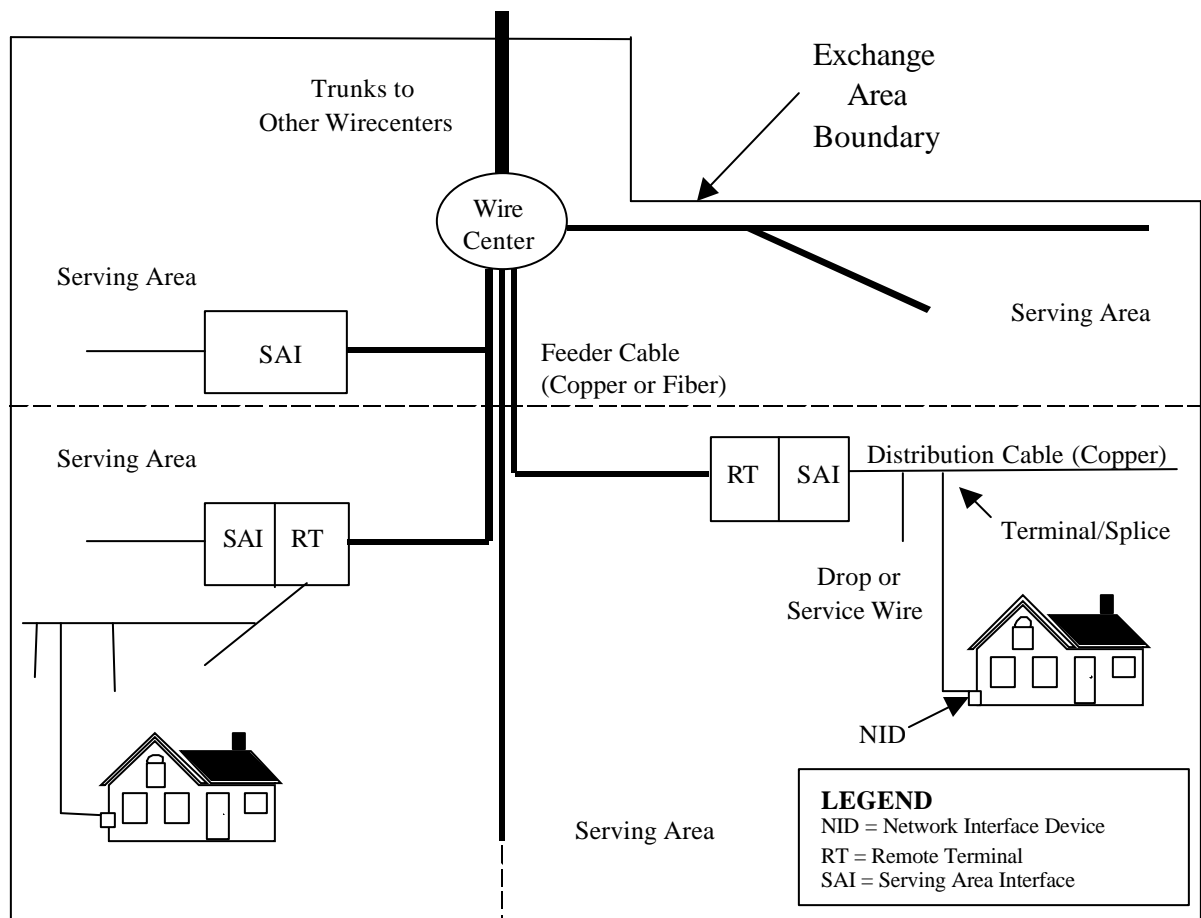 Exchange
Area
Boundary
Trunks to
Other Wirecenters
Wire
Center
Serving Area
Serving Area
SAI
Feeder Cable
(Copper or Fiber)
Serving Area
RT
SAI
Distribution Cable (Copper)
SAI
RT
Terminal/Splice
Drop or
Service Wire
NID
Serving Area
LEGEND
NID = Network Interface Device
RT = Remote Terminal
SAI = Serving Area Interface